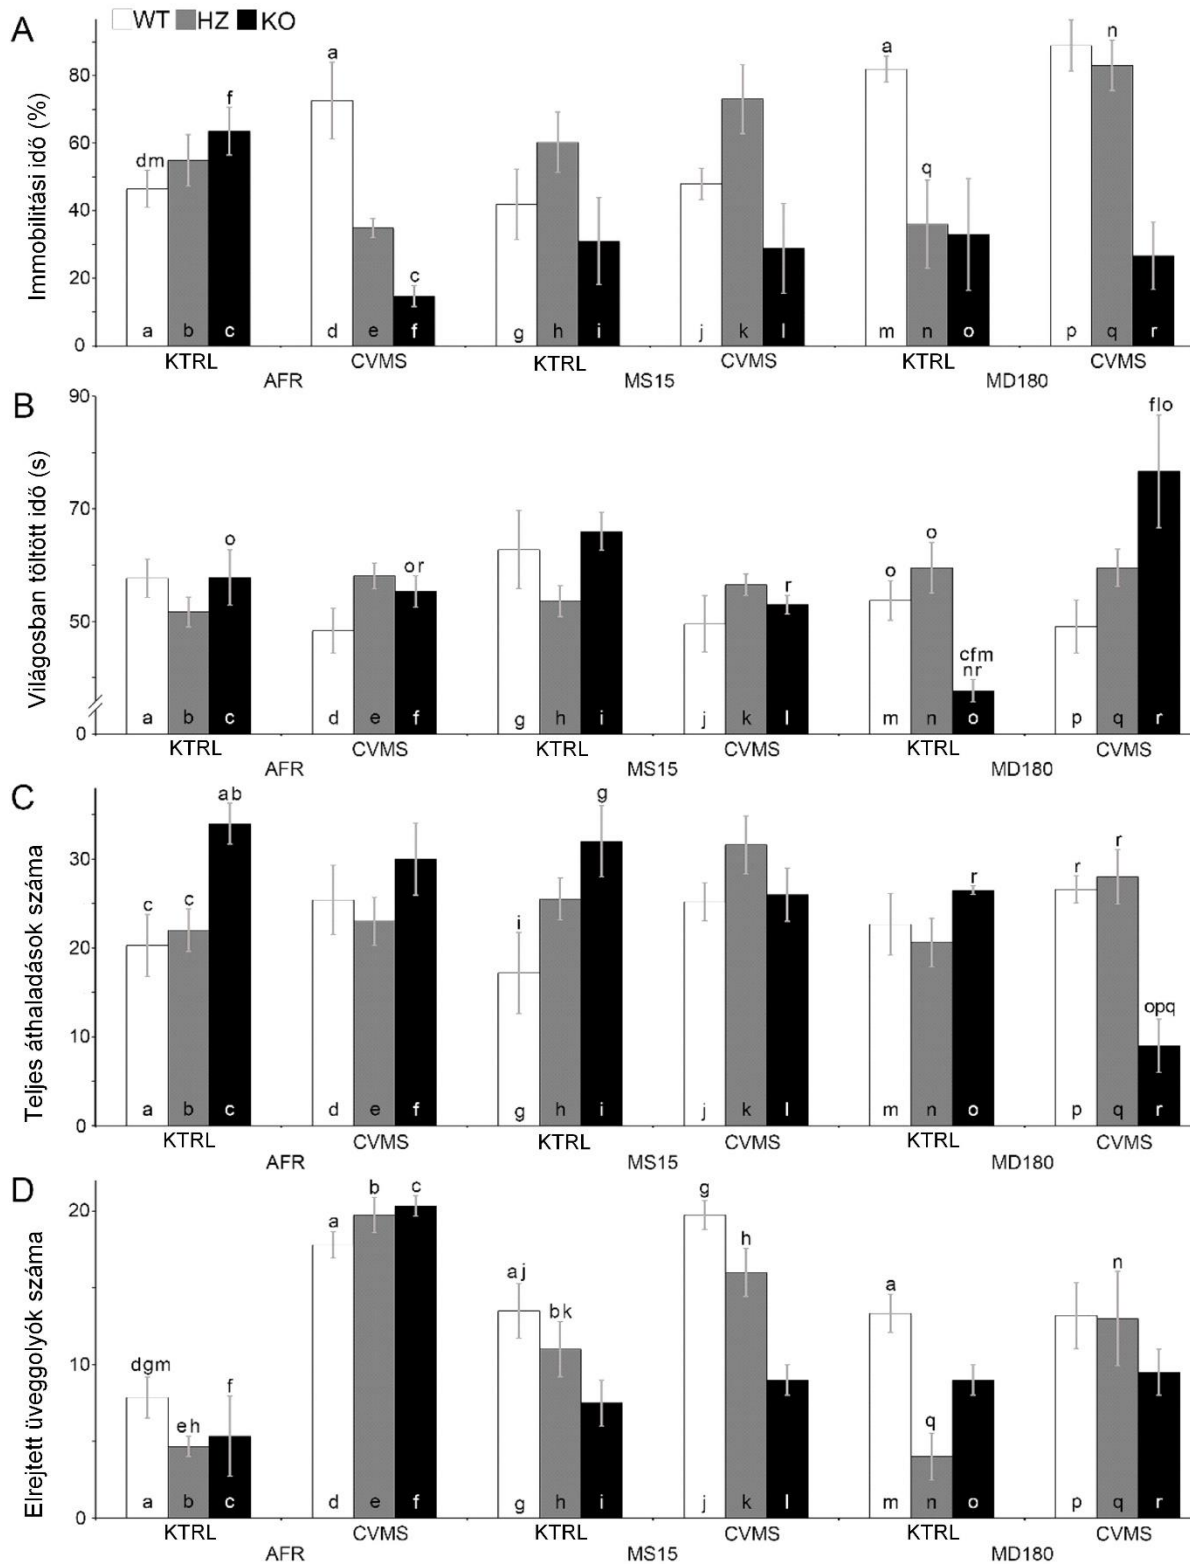 A
WT HZ KO
Immobilitási idő (%)
80
60
40
20
0
dm f a a n
q
c
a b c d e f g h i j k l m n o p q r
KTRL CVMS KTRL CVMS KTRL CVMS
AFR MS15 MD180
B
Világosban töltött idő (s)
90
70
50
0
flo
o or r o o
cfm
nr
a b c d e f g h i j k l m n o p q r
KTRL CVMS KTRL CVMS KTRL CVMS
AFR MS15 MD180
C
Teljes áthaladások száma
30
20
10
0
ab g
c c i r r r
opq
a b c d e f g h i j k l m n o p q r
KTRL CVMS KTRL CVMS KTRL CVMS
AFR MS15 MD180
D
Elrejtett üveggolyók száma
20
10
0
dgm eh f a b c aj bk g h a q n
a b c d e f g h i j k l m n o p q r
KTRL CVMS KTRL CVMS KTRL CVMS
AFR MS15 MD180